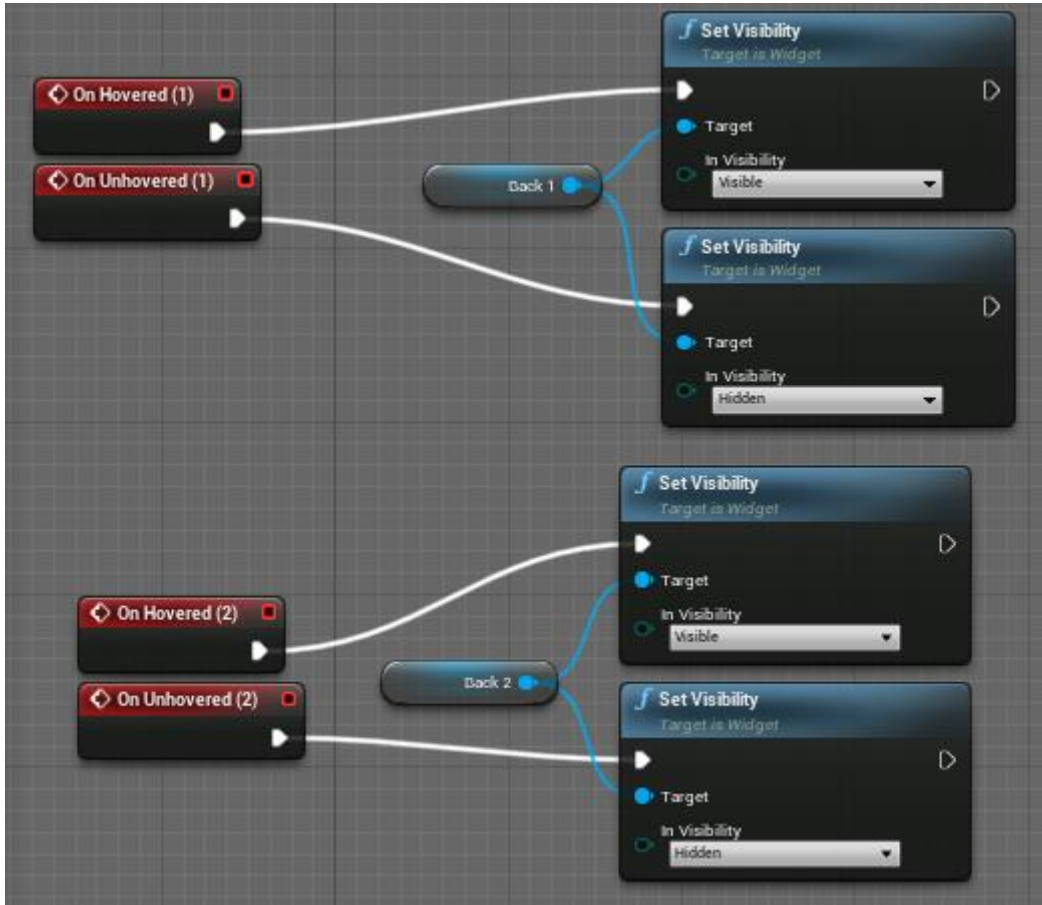 On Hovered (1)
On Unhovered (1)
Back 1
f Set Visibility
Target is Widget
Target
In Visibility
Visible
f Set Visibility
Target is Widget
Target
In Visibility
Hidden
On Hovered (2)
On Unhovered (2)
Back 2
f Set Visibility
Target is Widget
Target
In Visibility
Visible
f Set Visibility
Target is Widget
Target
In Visibility
Hidden